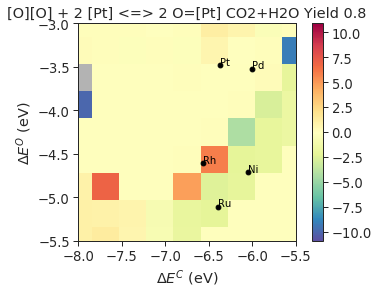 [O][O] + 2 [Pt] <=> 2 O=[Pt] CO2+H2O Yield 0.8
−3.0
−3.5
−4.0
−4.5
−5.0
−5.5
ΔE^O (eV)
Pt
Pd
Rh
Ni
Ru
−8.0 −7.5 −7.0 −6.5 −6.0 −5.5
ΔE^C (eV)
10.0
7.5
5.0
2.5
0.0
−2.5
−5.0
−7.5
−10.0